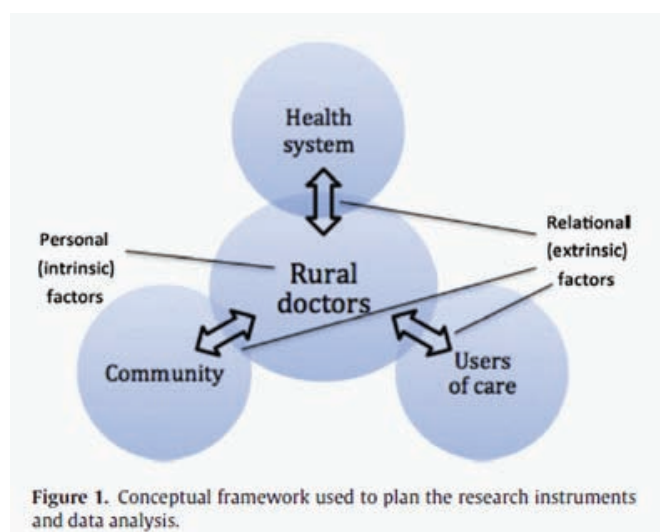 Health
system
Personal
(intrinsic)
factors
Relational
(extrinsic)
factors
Rural
doctors
Community
Users
of care
Figure 1. Conceptual framework used to plan the research instruments
and data analysis.